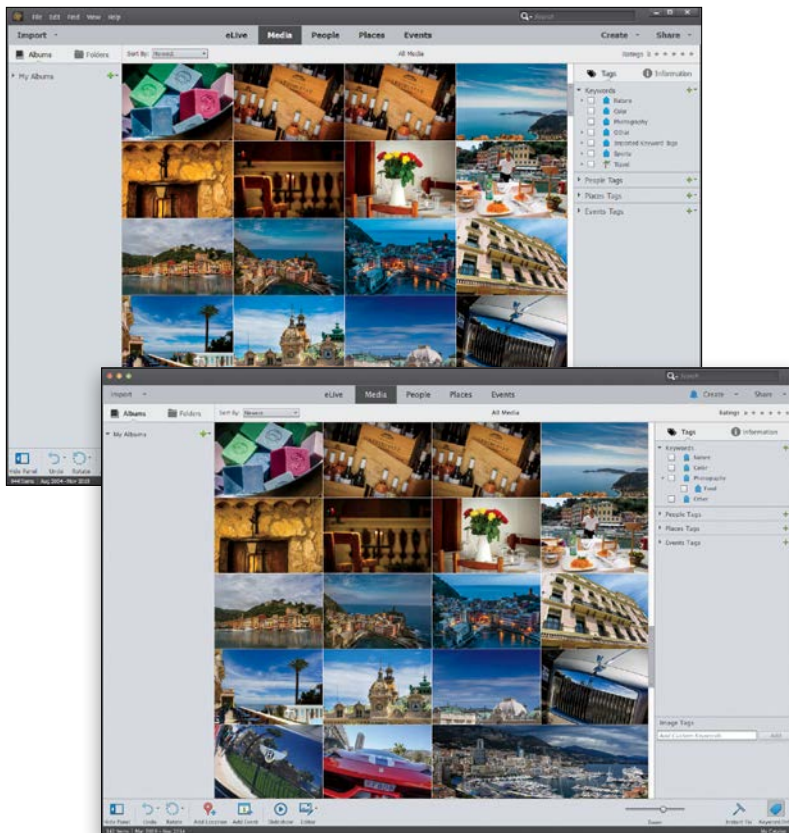 File Edit Find View Help
Search
Import eLive Media People Places Events Create Share
Albums Folders Sort By: Newest All Media Ratings
My Albums
Tags Information
Keywords
Nature
Color
Photography
Other
Imported Keyword Tags
Sports
Travel
People Tags
Places Tags
Events Tags
Hide Panel Undo Rotate
Search
Import eLive Media People Places Events Create Share
Albums Folders Sort By: Newest All Media Ratings
My Albums
Tags Information
Keywords
Nature
Color
Photography
Food
Other
People Tags
Places Tags
Events Tags
Image Tags
Add Custom Keywords Add
Hide Panel Undo Rotate Add Location Add Event Slideshow Editor Zoom Instant Fix